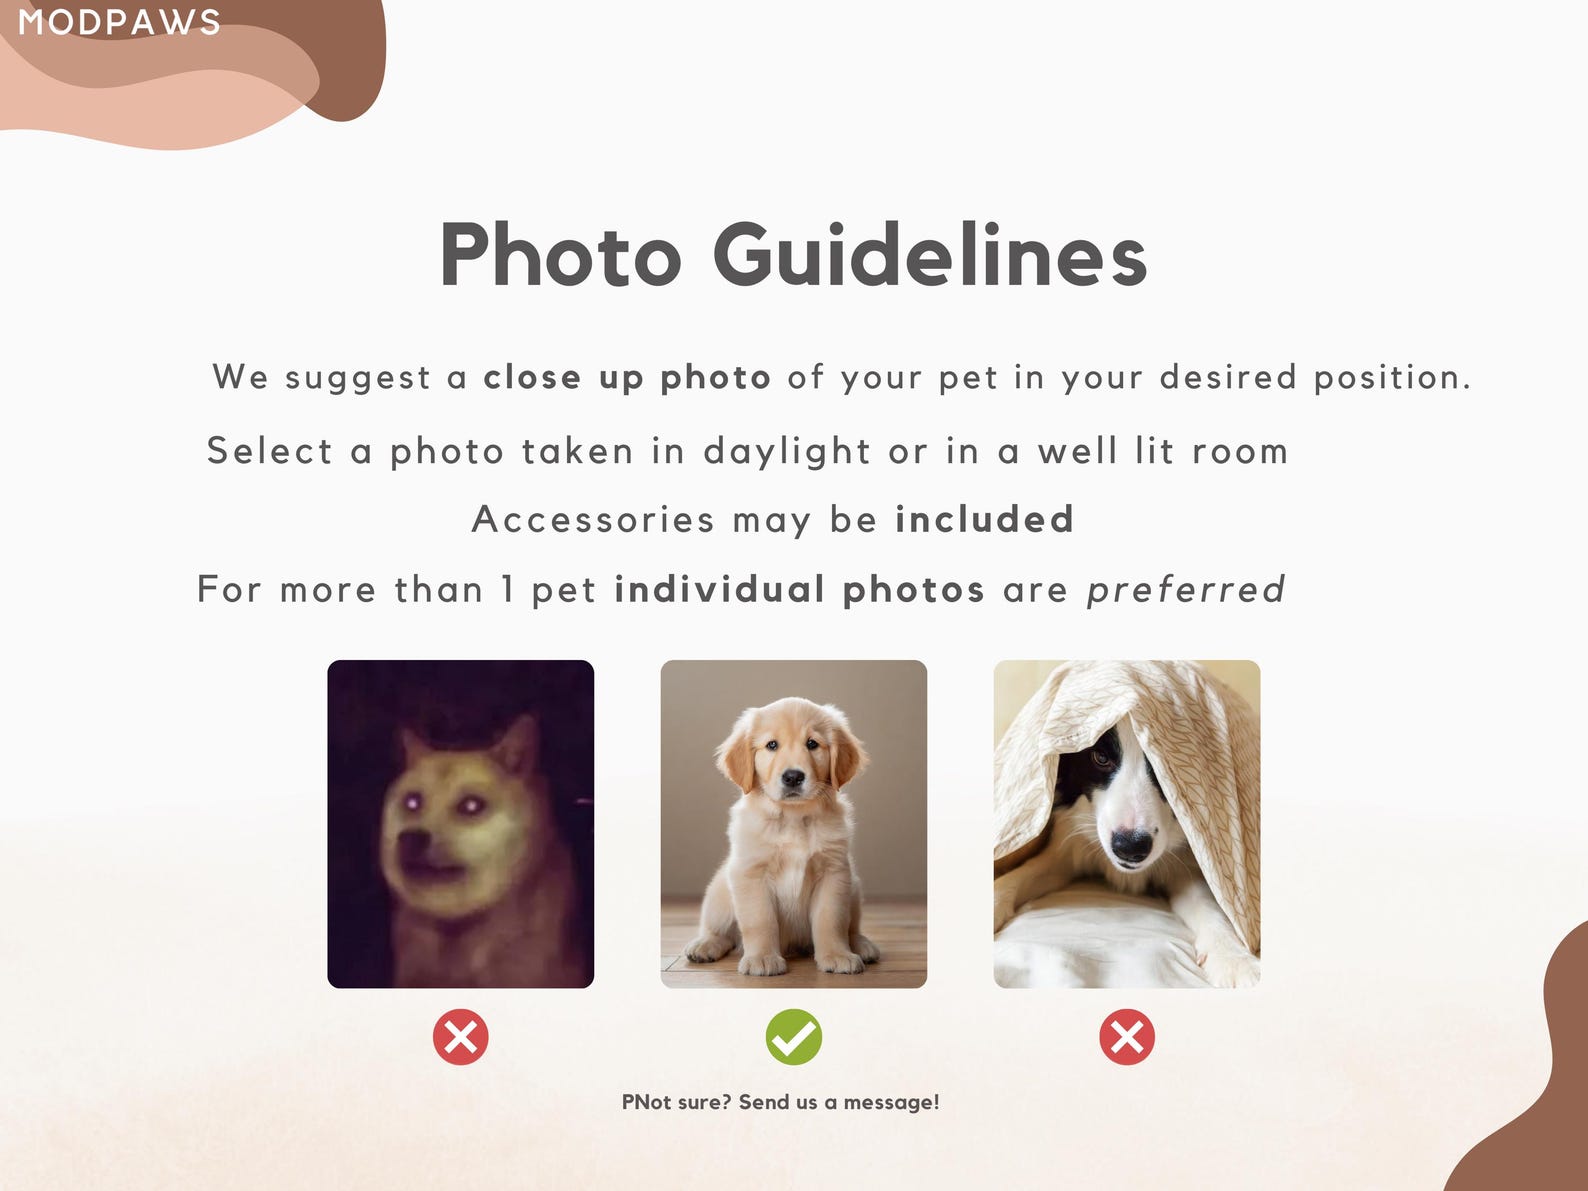 MODPAWS
Photo Guidelines
We suggest a close up photo of your pet in your desired position.
Select a photo taken in daylight or in a well lit room
Accessories may be included
For more than 1 pet individual photos are preferred
PNot sure? Send us a message!